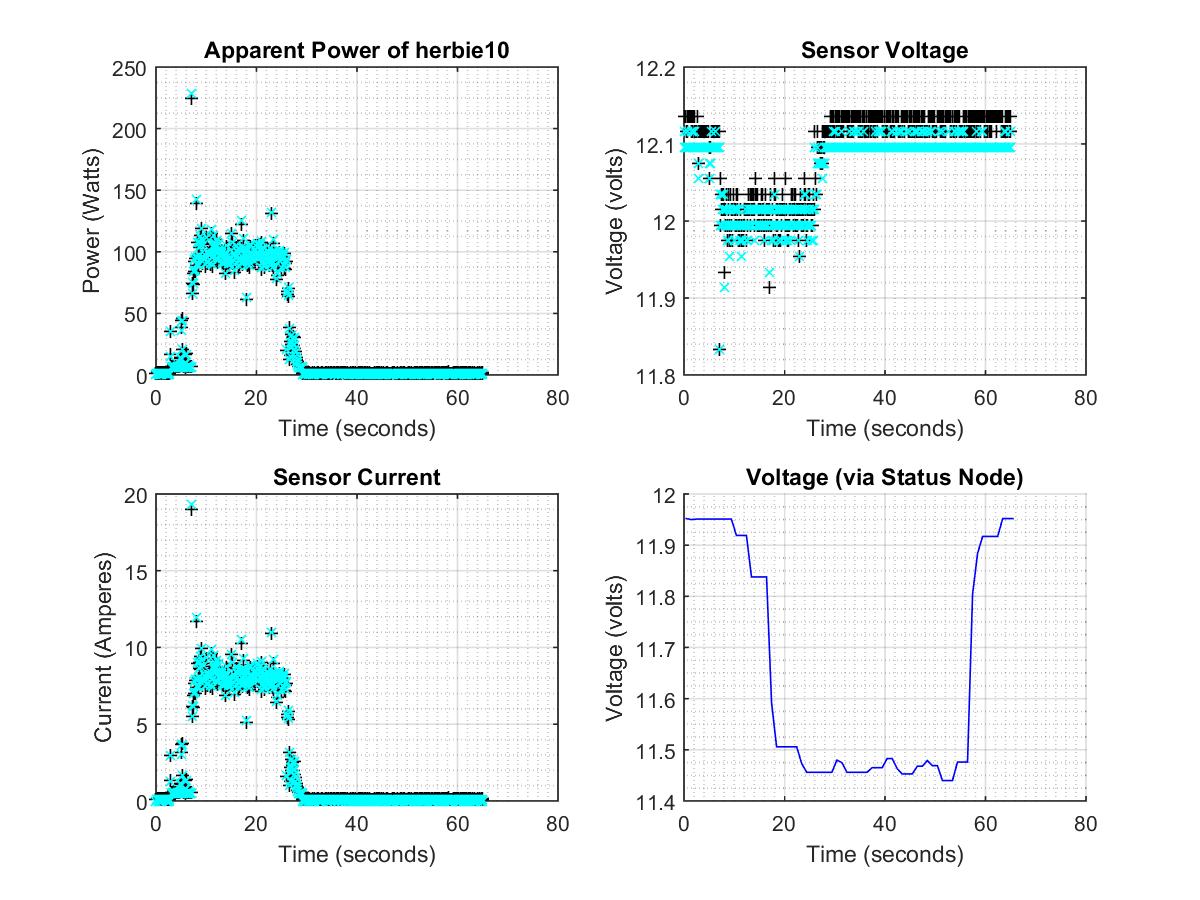 Apparent Power of herbie10
250
200
150
100
50
0
Power (Watts)
0 20 40 60 80
Time (seconds)
Sensor Voltage
12.2
12.1
12
11.9
11.8
Voltage (volts)
0 20 40 60 80
Time (seconds)
Sensor Current
20
15
10
5
0
Current (Amperes)
0 20 40 60 80
Time (seconds)
Voltage (via Status Node)
12
11.9
11.8
11.7
11.6
11.5
11.4
Voltage (volts)
0 20 40 60 80
Time (seconds)